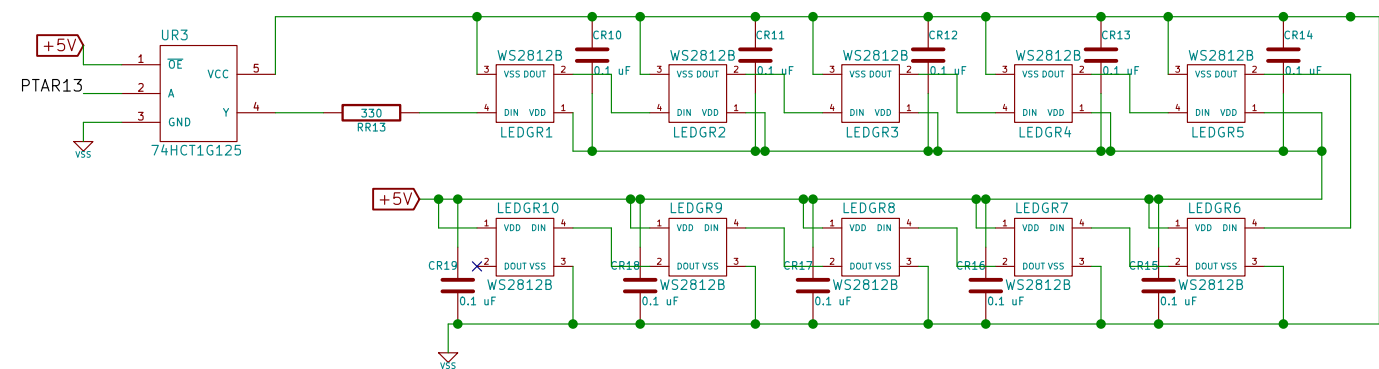 +5V
UR3
1 OE VCC 5
PTAR13 2 A
3 GND Y 4
VSS
74HCT1G125
330
RR13
CR10 CR11 CR12 CR13 CR14
WS2812B WS2812B WS2812B WS2812B WS2812B
0.1 uF 0.1 uF 0.1 uF 0.1 uF 0.1 uF
3 VSS DOUT 2 3 VSS DOUT 2 3 VSS DOUT 2 3 VSS DOUT 2 3 VSS DOUT 2
4 DIN VDD 1 4 DIN VDD 1 4 DIN VDD 1 4 DIN VDD 1 4 DIN VDD 1
LEDGR1 LEDGR2 LEDGR3 LEDGR4 LEDGR5
+5V
LEDGR10 LEDGR9 LEDGR8 LEDGR7 LEDGR6
1 VDD DIN 4 1 VDD DIN 4 1 VDD DIN 4 1 VDD DIN 4 1 VDD DIN 4
CR19 2 DOUT VSS 3 CR18 2 DOUT VSS 3 CR17 2 DOUT VSS 3 CR16 2 DOUT VSS 3 CR15 2 DOUT VSS 3
WS2812B WS2812B WS2812B WS2812B WS2812B
0.1 uF 0.1 uF 0.1 uF 0.1 uF 0.1 uF
VSS